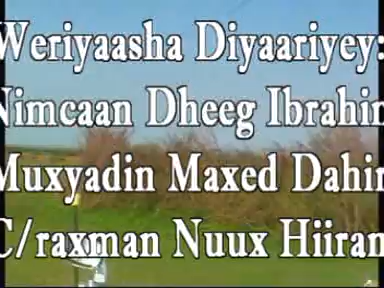 Weriyaasha Diyaariyey:
Nimcaan Dheeg Ibrahim
Muxyadin Maxed Dahir
C/raxman Nuux Hiiran